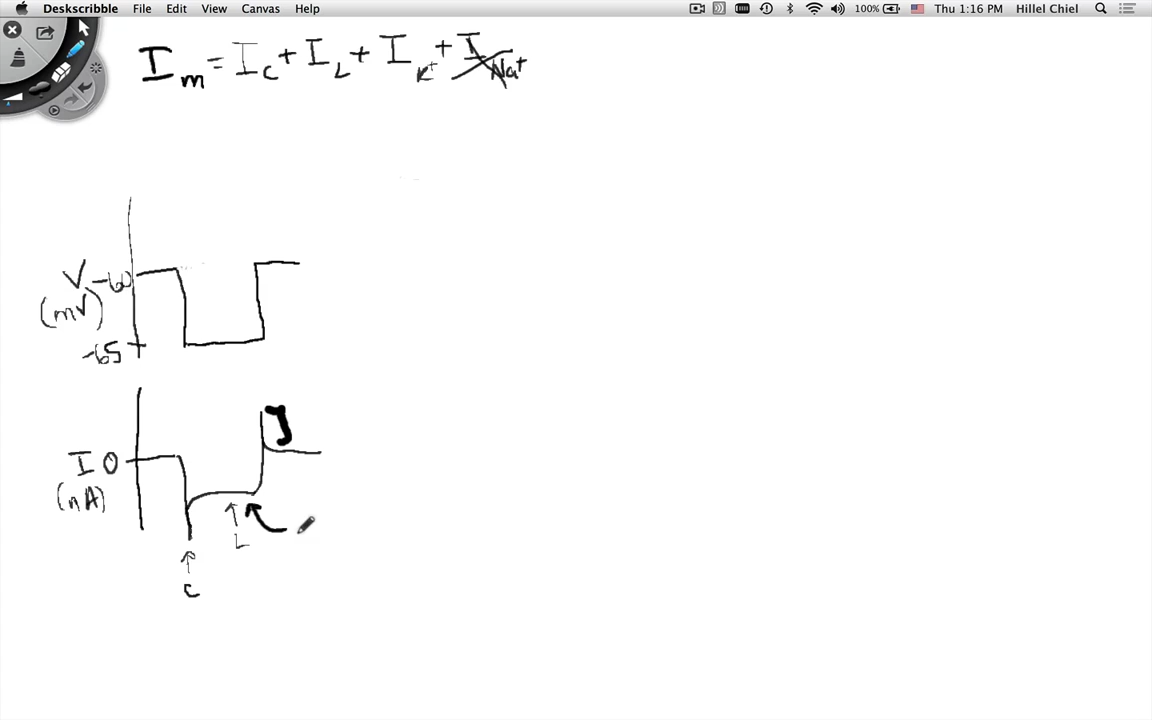 Deskscribble File Edit View Canvas Help 100% Thu 1:16 PM Hillel Chiel
Im = Ic + IL + IK+ + INa+
V -60
(mV)
-65
I 0
(nA)
L
C